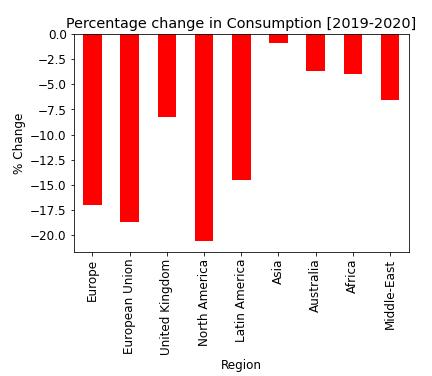 Percentage change in Consumption [2019-2020]
0.0
−2.5
−5.0
−7.5
−10.0
−12.5
−15.0
−17.5
−20.0
% Change
Europe
European Union
United Kingdom
North America
Latin America
Asia
Australia
Africa
Middle-East
Region